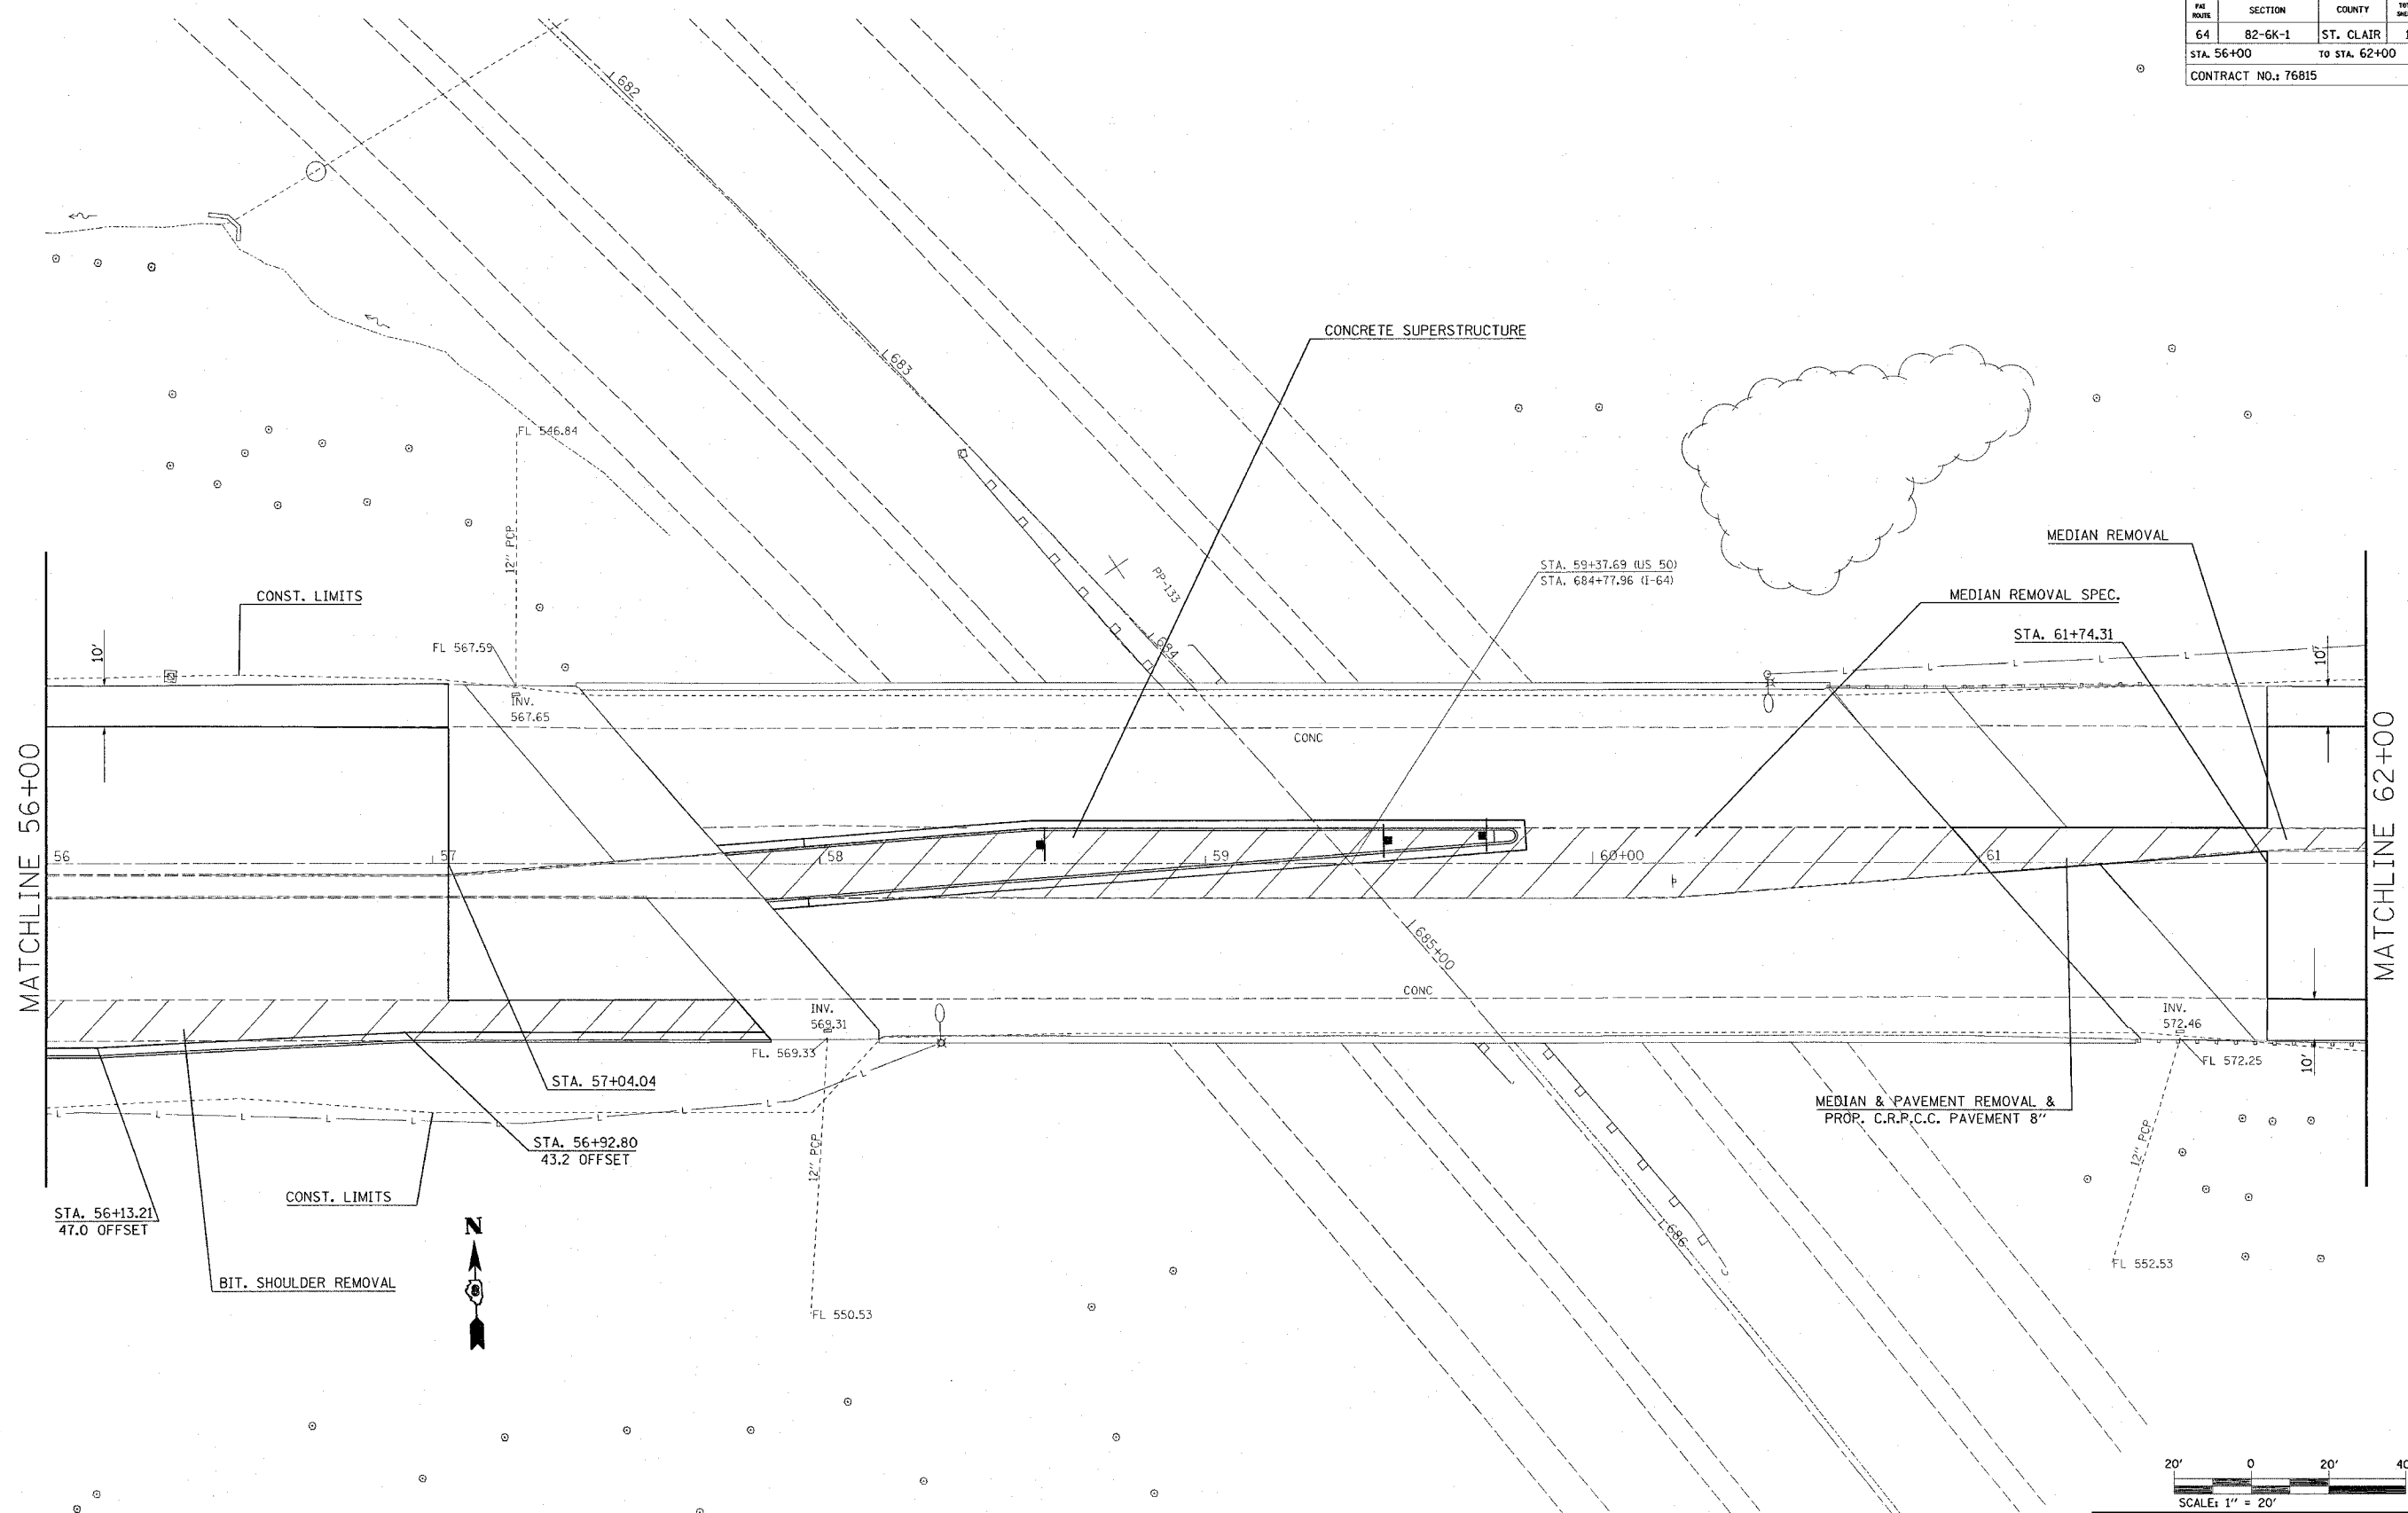 FAI ROUTE
SECTION
COUNTY
64
82-6K-1
ST. CLAIR
STA. 56+00 TO STA. 62+00
CONTRACT NO.: 76815
682
683
CONCRETE SUPERSTRUCTURE
FL 546.84
12" PCP
MEDIAN REMOVAL
STA. 59+37.69 (US 50)
STA. 684+77.96 (I-64)
PP-133
CONST. LIMITS
MEDIAN REMOVAL SPEC.
STA. 61+74.31
10'
FL 567.59
684
10'
INV.
567.65
CONC
MATCHLINE 56+00
MATCHLINE 62+00
56
57
58
59
60+00
61
685+00
CONC
INV.
569.31
FL. 569.33
INV.
572.46
FL 572.25
10'
STA. 57+04.04
MEDIAN & PAVEMENT REMOVAL &
PROP. C.R.P.C.C. PAVEMENT 8"
L L L L L L L L
STA. 56+92.80
43.2 OFFSET
12" PCP
12" PCP
CONST. LIMITS
STA. 56+13.21
47.0 OFFSET
N
686
FL 552.53
BIT. SHOULDER REMOVAL
FL 550.53
20' 0 20'
SCALE: 1" = 20'